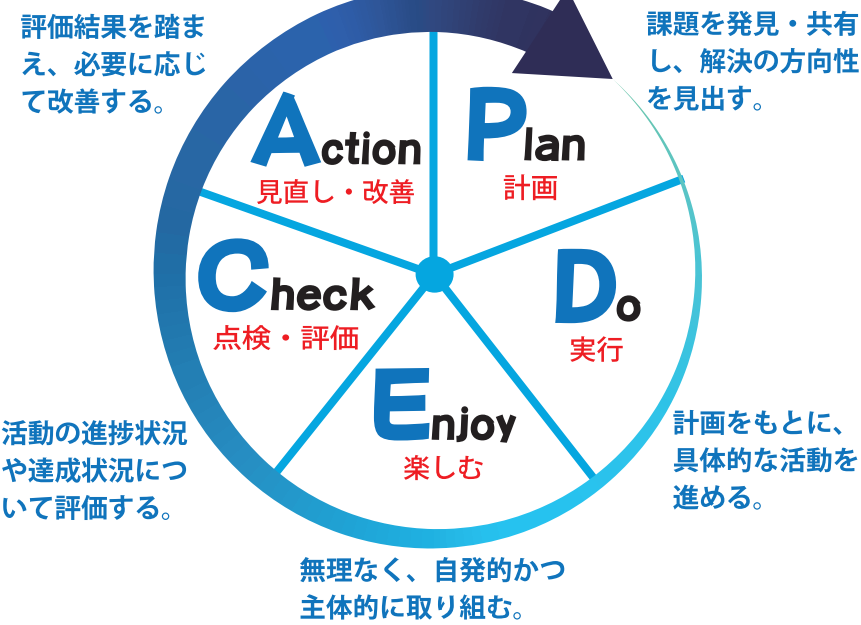 評価結果を踏ま
え、必要に応じ
て改善する。
課題を発見・共有
し、解決の方向性
を見出す。
Action
見直し・改善
Plan
計画
Check
点検・評価
Do
実行
Enjoy
楽しむ
活動の進捗状況
や達成状況につ
いて評価する。
計画をもとに、
具体的な活動を
進める。
無理なく、自発的かつ
主体的に取り組む。